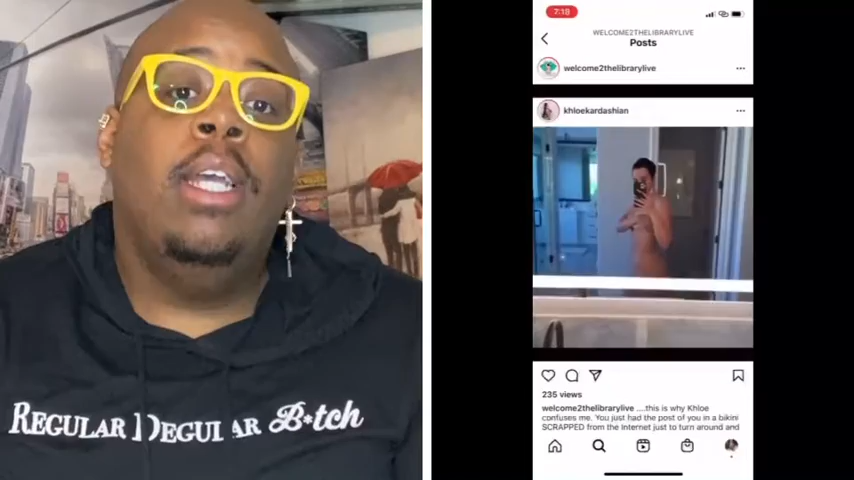 REGULAR DEGULAR B*tch
7:18
WELCOME2THELIBRARYLIVE
Posts
welcome2thelibrarylive
khloekardashian
235 views
welcome2thelibrarylive ....this is why Khloe
confuses me. You just had the post of you in a bikini
SCRAPPED from the Internet just to turn around and